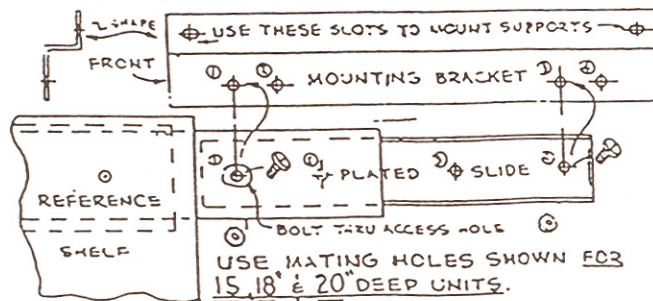 Z SHAPE
USE THESE SLOTS TO MOUNT SUPPORTS
FRONT
MOUNTING BRACKET
PLATED SLIDE
REFERENCE
BOLT THRU ACCESS HOLE
SHELF
USE MATING HOLES SHOWN FOR
15, 18" & 20" DEEP UNITS.